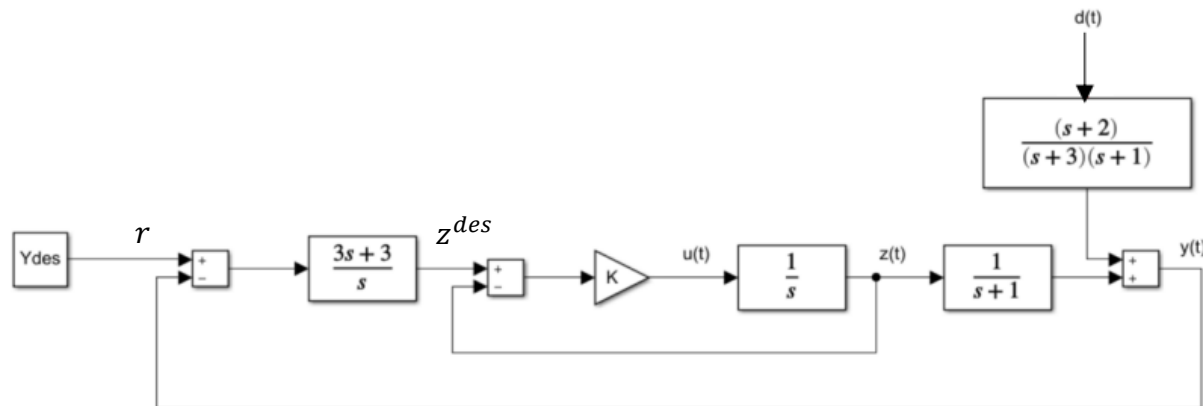 d(t)
(s + 2)
(s + 3)(s + 1)
Ydes
r
+
−
3s + 3
s
z^{des}
+
−
K
u(t)
1
s
z(t)
1
s + 1
+
+
y(t)